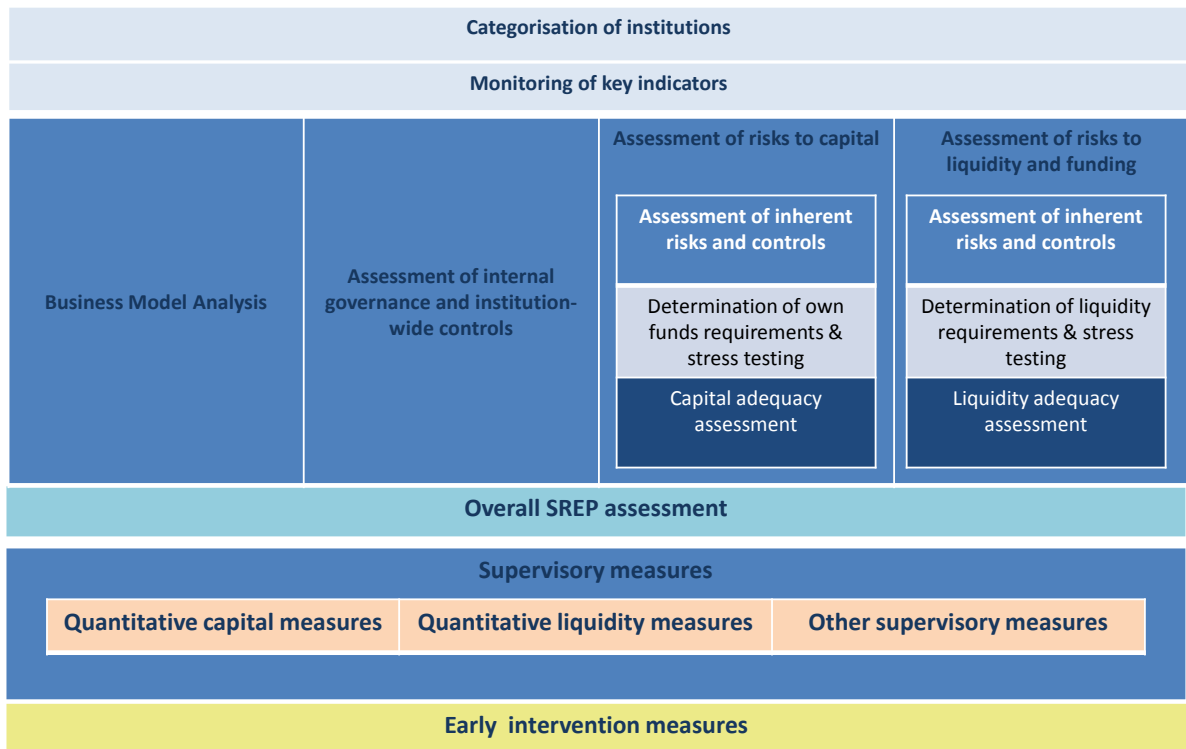 Categorisation of institutions
Monitoring of key indicators
Business Model Analysis
Assessment of internal
governance and institution-
wide controls
Assessment of risks to capital
Assessment of inherent
risks and controls
Determination of own
funds requirements &
stress testing
Capital adequacy
assessment
Assessment of risks to
liquidity and funding
Assessment of inherent
risks and controls
Determination of liquidity
requirements & stress
testing
Liquidity adequacy
assessment
Overall SREP assessment
Supervisory measures
Quantitative capital measures
Quantitative liquidity measures
Other supervisory measures
Early intervention measures